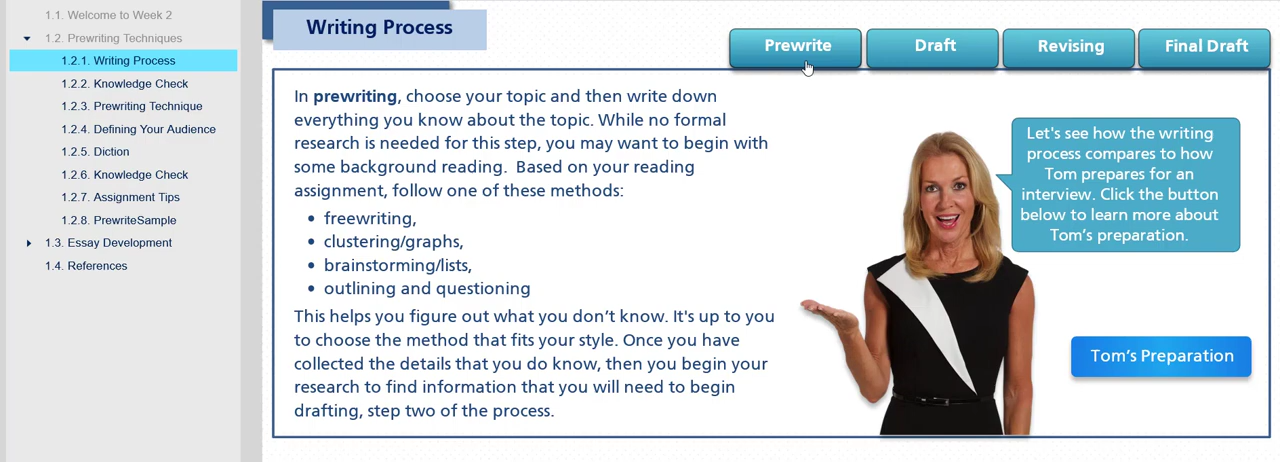 1.1. Welcome to Week 2
1.2. Prewriting Techniques
1.2.1. Writing Process
1.2.2. Knowledge Check
1.2.3. Prewriting Technique
1.2.4. Defining Your Audience
1.2.5. Diction
1.2.6. Knowledge Check
1.2.7. Assignment Tips
1.2.8. PrewriteSample
1.3. Essay Development
1.4. References
Writing Process
Prewrite
Draft
Revising
Final Draft
In prewriting, choose your topic and then write down
everything you know about the topic. While no formal
research is needed for this step, you may want to begin with
some background reading.  Based on your reading
assignment, follow one of these methods:
• freewriting,
• clustering/graphs,
• brainstorming/lists,
• outlining and questioning
This helps you figure out what you don’t know. It's up to you
to choose the method that fits your style. Once you have
collected the details that you do know, then you begin your
research to find information that you will need to begin
drafting, step two of the process.
Let's see how the writing
process compares to how
Tom prepares for an
interview. Click the button
below to learn more about
Tom’s preparation.
Tom’s Preparation